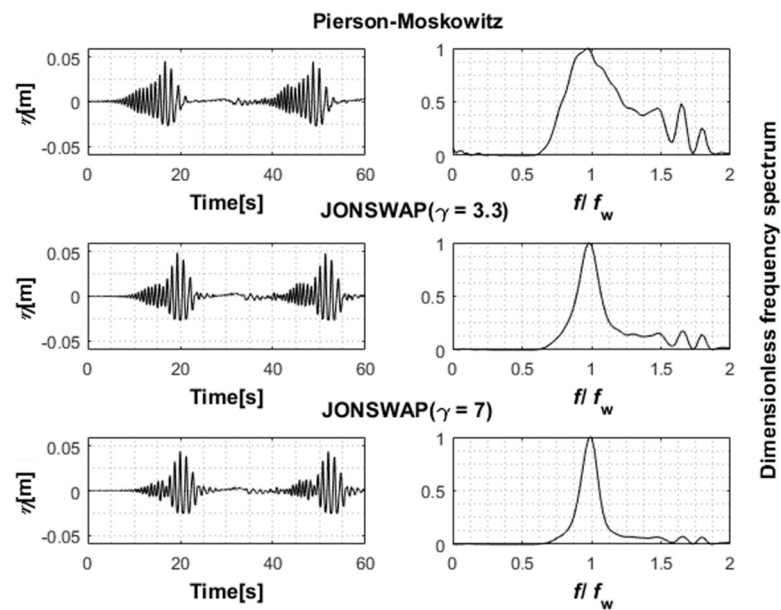 Pierson-Moskowitz
0.05
0
-0.05
η[m]
0 20 40 60
Time[s]
1
0.5
0
0 0.5 1 1.5 2
f/ fw
JONSWAP(γ = 3.3)
0.05
0
-0.05
η[m]
0 20 40 60
Time[s]
1
0.5
0
0 0.5 1 1.5 2
f/ fw
JONSWAP(γ = 7)
0.05
0
-0.05
η[m]
0 20 40 60
Time[s]
1
0.5
0
0 0.5 1 1.5 2
f/ fw
Dimensionless frequency spectrum